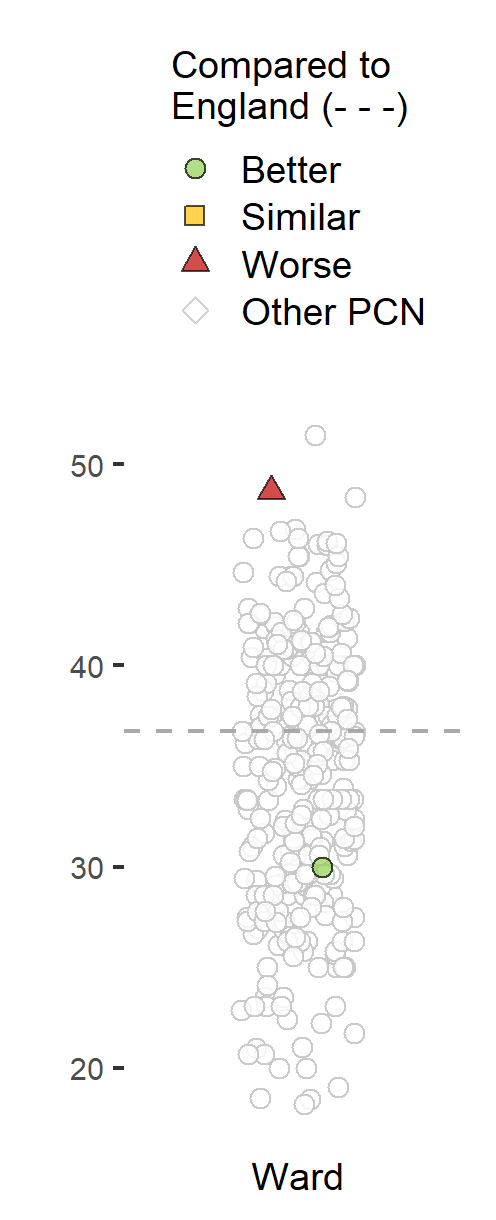 Compared to
England (- - -)
Better
Similar
Worse
Other PCN
50
40
30
20
Ward